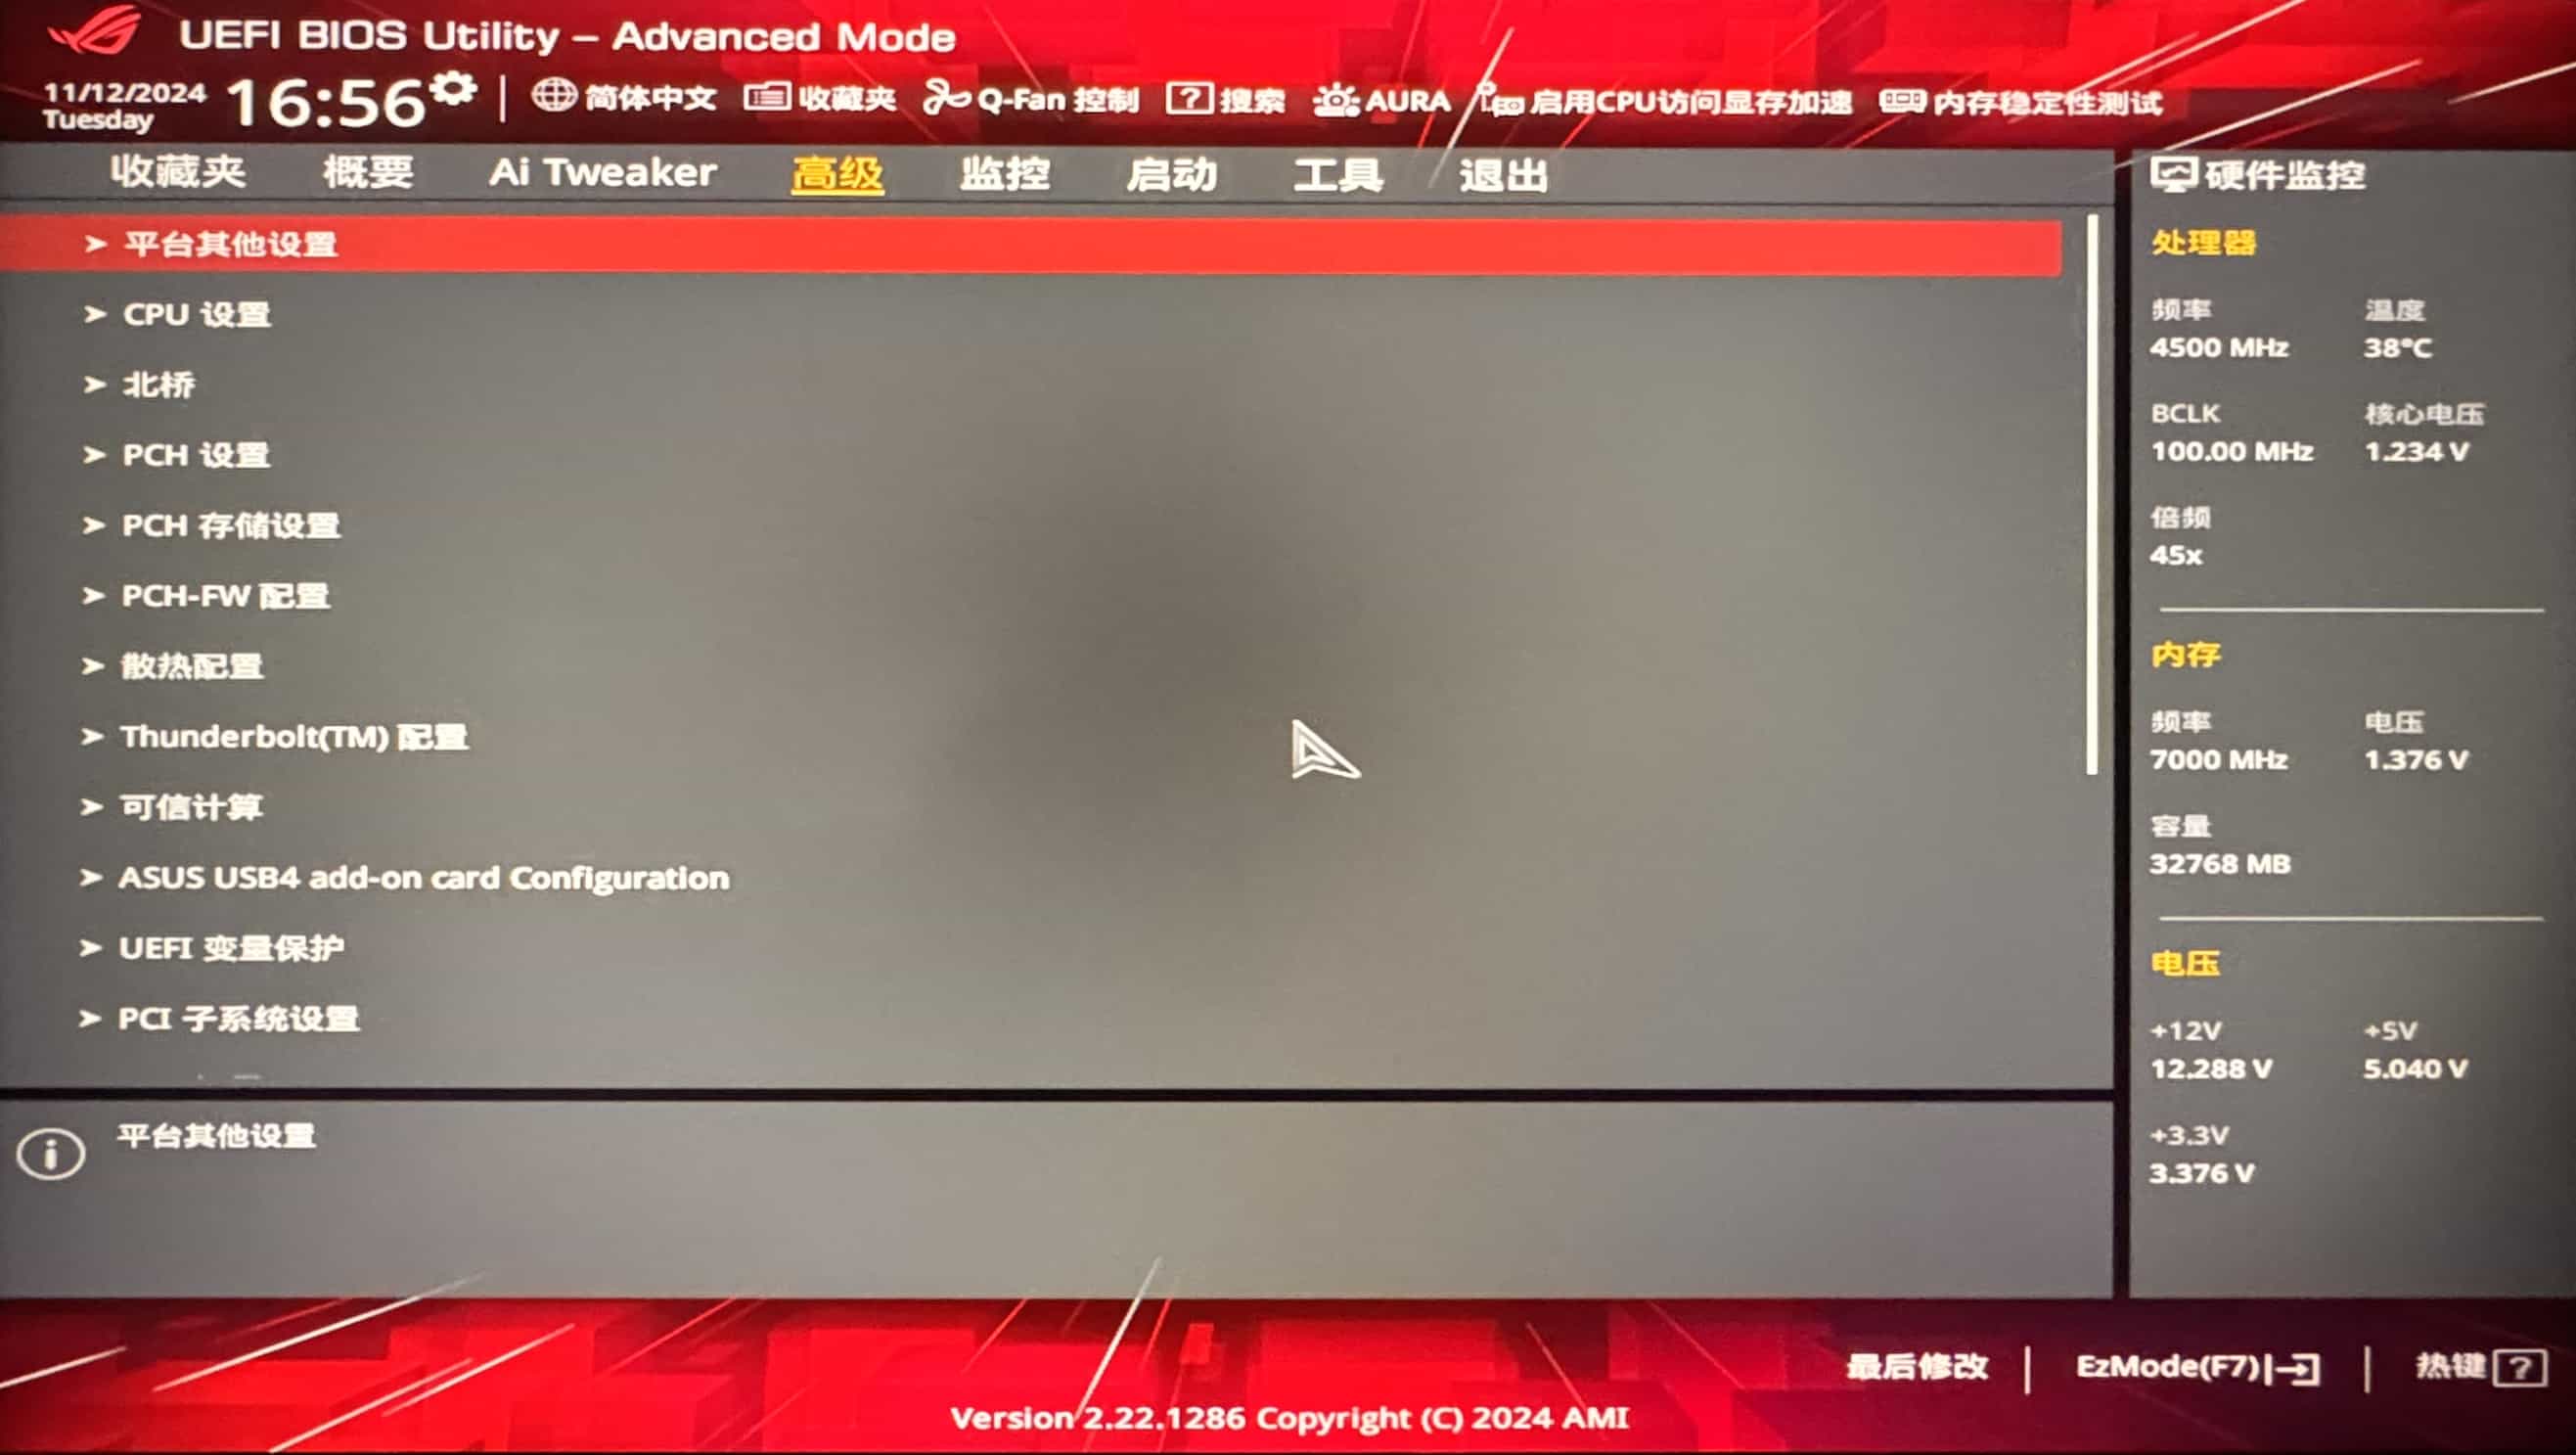 UEFI BIOS Utility – Advanced Mode
11/12/2024
Tuesday
16:56
简体中文
收藏夹
Q-Fan 控制
?
搜索
AURA
启用CPU访问显存加速
内存稳定性测试
收藏夹 概要 Ai Tweaker 高级 监控 启动 工具 退出
硬件监控
平台其他设置
CPU 设置
北桥
PCH 设置
PCH 存储设置
PCH-FW 配置
散热配置
Thunderbolt(TM) 配置
可信计算
ASUS USB4 add-on card Configuration
UEFI 变量保护
PCI 子系统设置
平台其他设置
处理器
频率 温度
4500 MHz 38°C
BCLK 核心电压
100.00 MHz 1.234 V
倍频
45x
内存
频率 电压
7000 MHz 1.376 V
容量
32768 MB
电压
+12V +5V
12.288 V 5.040 V
+3.3V
3.376 V
最后修改 EzMode(F7) 热键 ?
Version 2.22.1286 Copyright (C) 2024 AMI